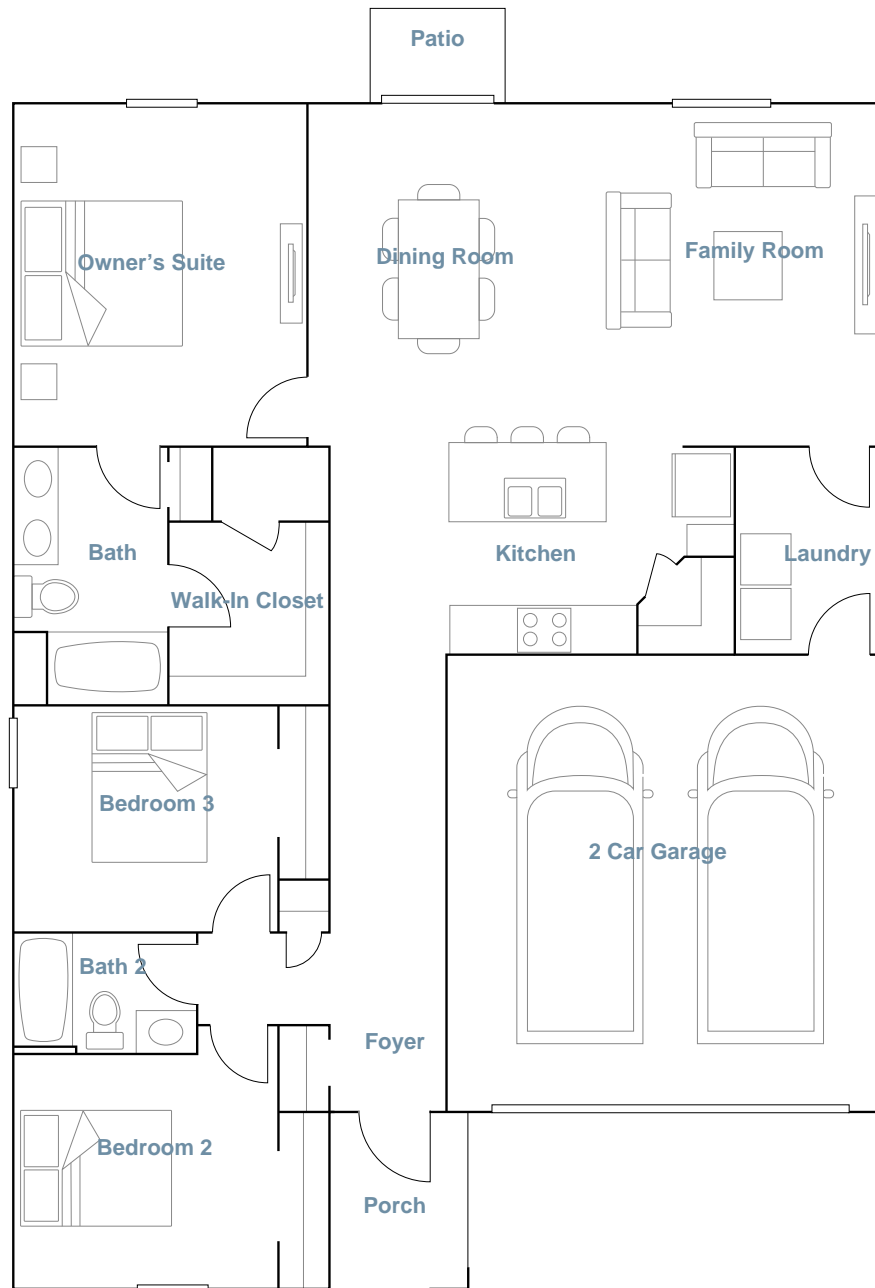 Patio
Owner's Suite
Dining Room
Family Room
Bath
Kitchen
Laundry
Walk-In Closet
Bedroom 3
2 Car Garage
Bath 2
Foyer
Bedroom 2
Porch